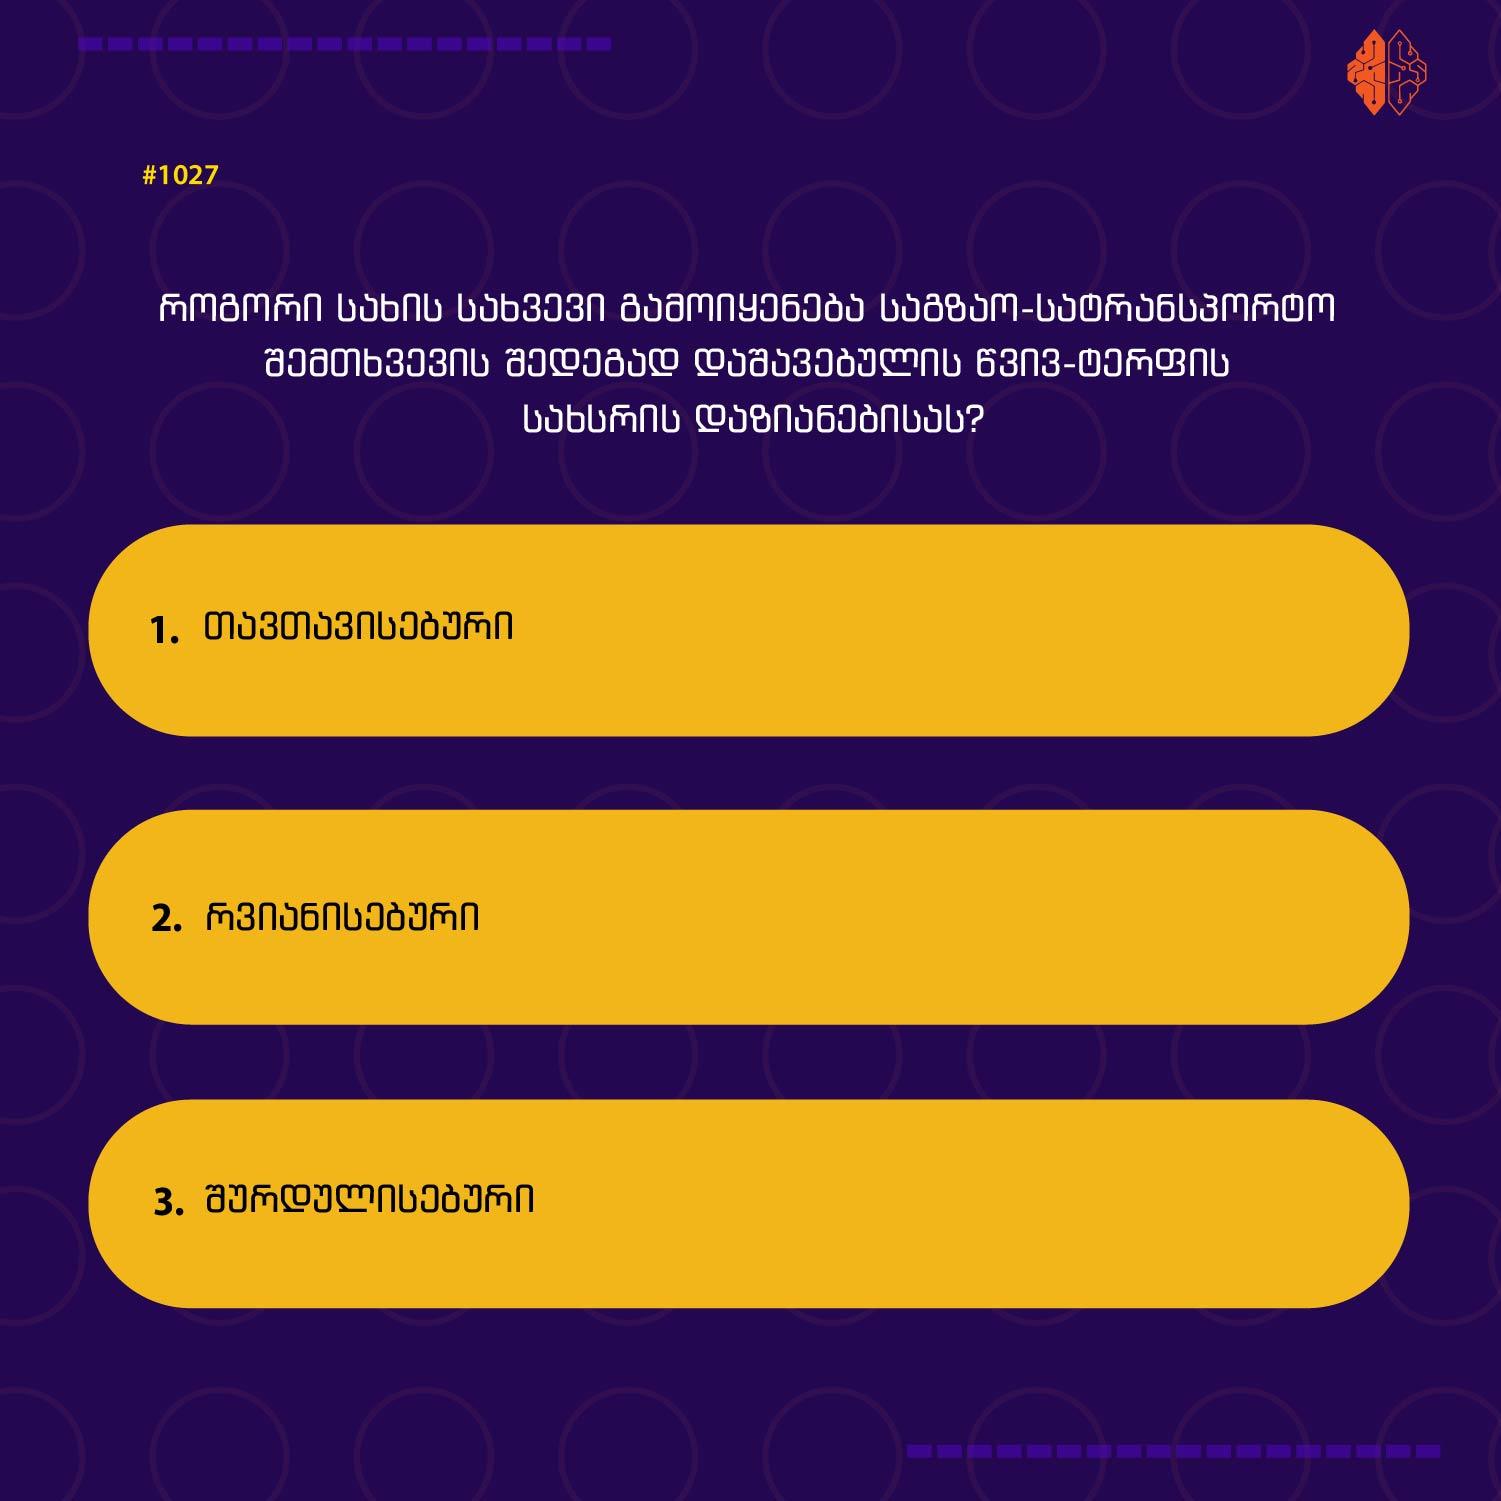 #1027
როგორი სახის სახვევი გამოიყენება საგზაო-სატრანსპორტო
შემთხვევის შედეგად დაშავებულის წვივ-ტერფის
სახსრის დაზიანებისას?
1. თავთავისებური
2. რვიანისებური
3. შურდულისებური